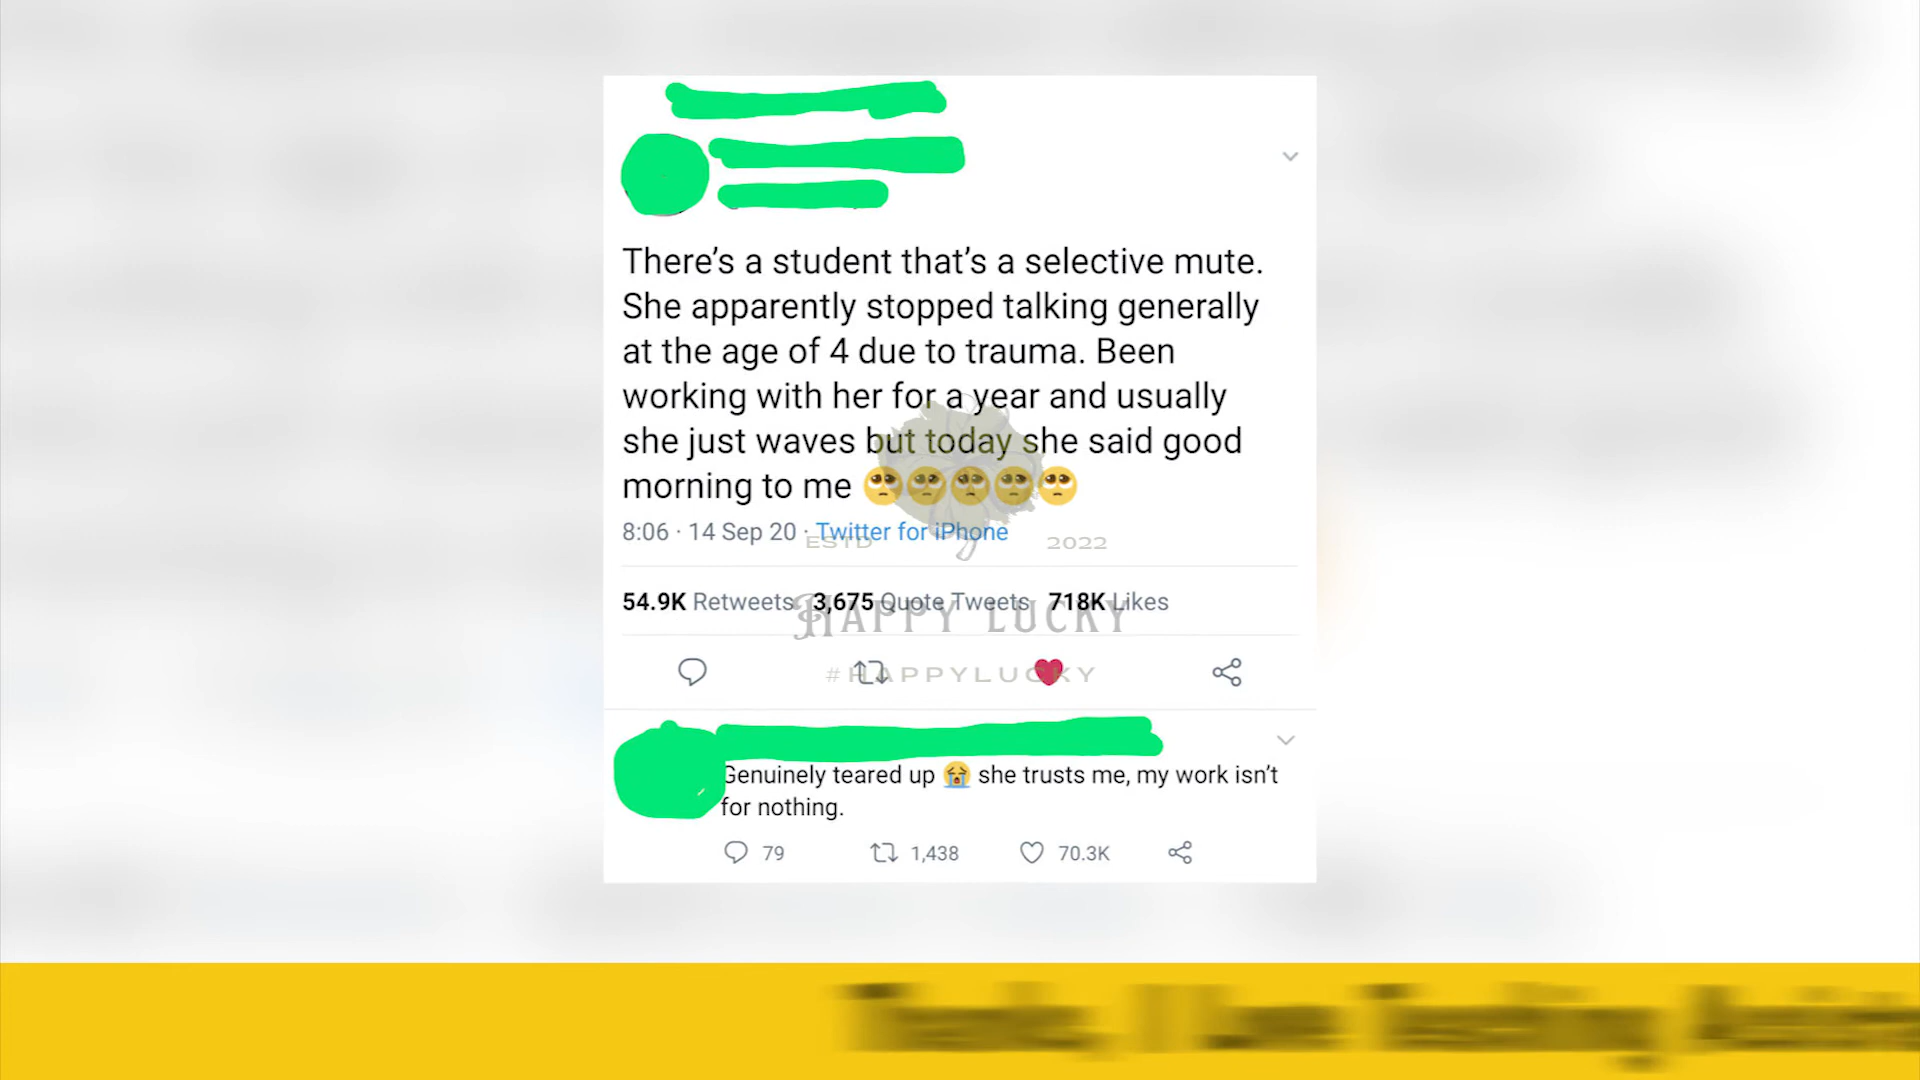 There’s a student that’s a selective mute.
She apparently stopped talking generally
at the age of 4 due to trauma. Been
working with her for a year and usually
she just waves but today she said good
morning to me 🥺🥺🥺🥺🥺
8:06 · 14 Sep 20 · Twitter for iPhone
ESTD 2022
54.9K Retweets 3,675 Quote Tweets 718K Likes
HAPPY LUCKY
#HAPPYLUCKY
Genuinely teared up 😭 she trusts me, my work isn’t
for nothing.
79 1,438 70.3K